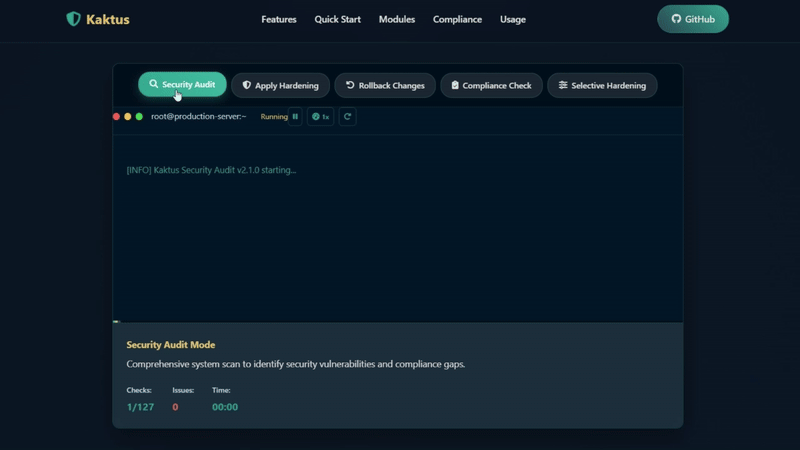 Kaktus
Features Quick Start Modules Compliance Usage
GitHub
Security Audit Apply Hardening Rollback Changes Compliance Check Selective Hardening
root@production-server:~ Running 1x
[INFO] Kaktus Security Audit v2.1.0 starting...
Security Audit Mode
Comprehensive system scan to identify security vulnerabilities and compliance gaps.
Checks: Issues: Time:
1/127 0 00:00